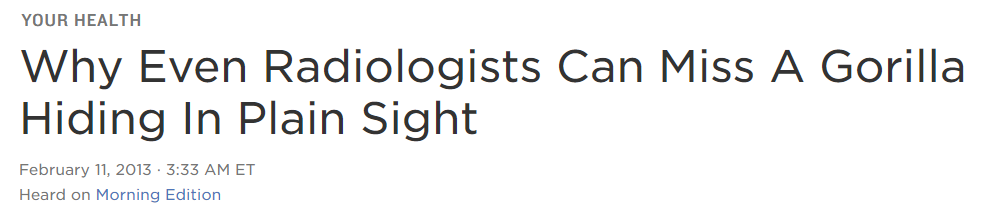 YOUR HEALTH
Why Even Radiologists Can Miss A Gorilla
Hiding In Plain Sight
February 11, 2013 · 3:33 AM ET
Heard on Morning Edition